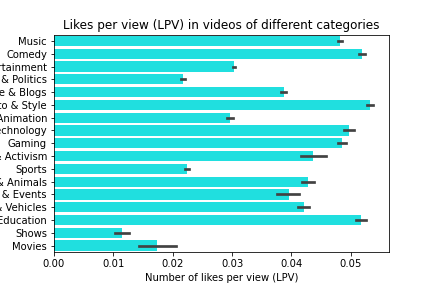 Likes per view (LPV) in videos of different categories
Music
Comedy
& Politics
& Blogs
& Style
Animation
Gaming
& Activism
Sports
& Animals
& Events
& Vehicles
Education
Shows
Movies
0.00 0.01 0.02 0.03 0.04 0.05
Number of likes per view (LPV)